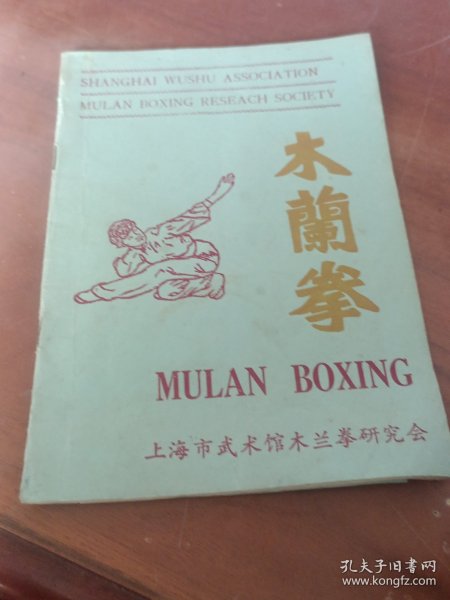 SHANGHAI WUSHU ASSOCIATION
MULAN BOXING RESEACH SOCIETY
木蘭拳
MULAN BOXING
上海市武术馆木兰拳研究会
孔夫子旧书网
www.kongfz.com